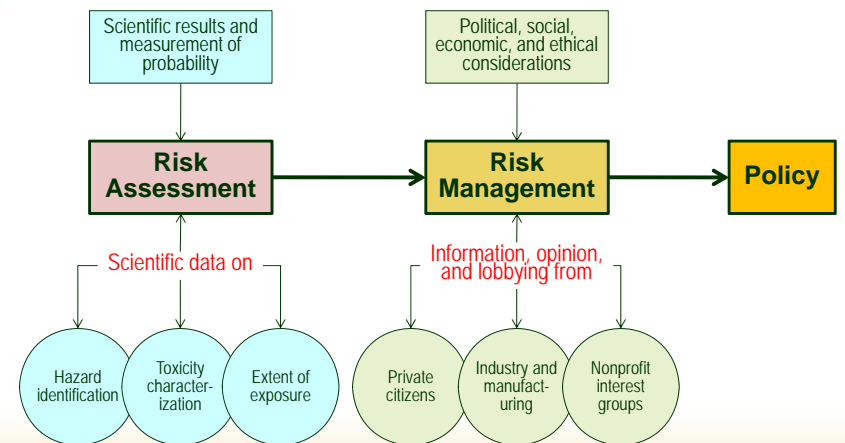 Scientific results and
measurement of
probability
Political, social,
economic, and ethical
considerations
Risk
Assessment
Risk
Management
Policy
Scientific data on
Information, opinion,
and lobbying from
Hazard
identification
Toxicity
character-
ization
Extent of
exposure
Private
citizens
Industry and
manufact-
uring
Nonprofit
interest
groups